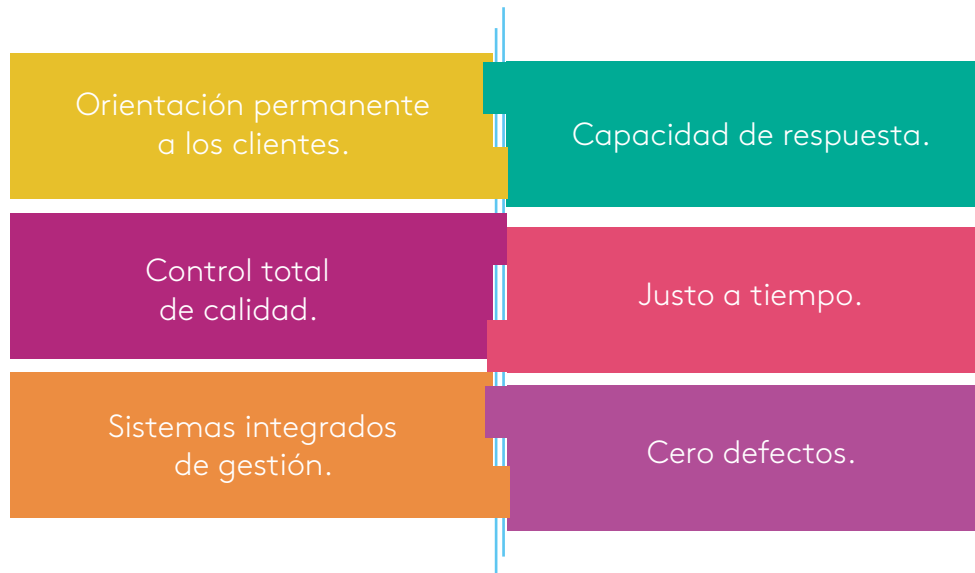 Orientación permanente
a los clientes.
Capacidad de respuesta.
Control total
de calidad.
Justo a tiempo.
Sistemas integrados
de gestión.
Cero defectos.